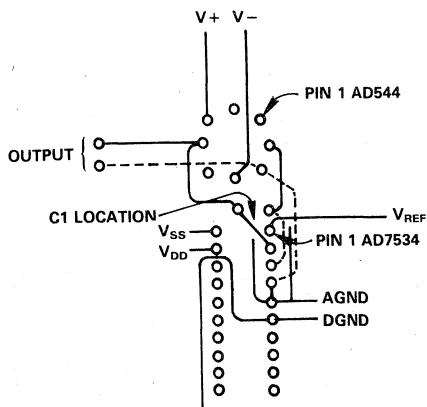 V+ V-
PIN 1 AD544
OUTPUT
C1 LOCATION
VREF
VSS
PIN 1 AD7534
VDD
AGND
DGND